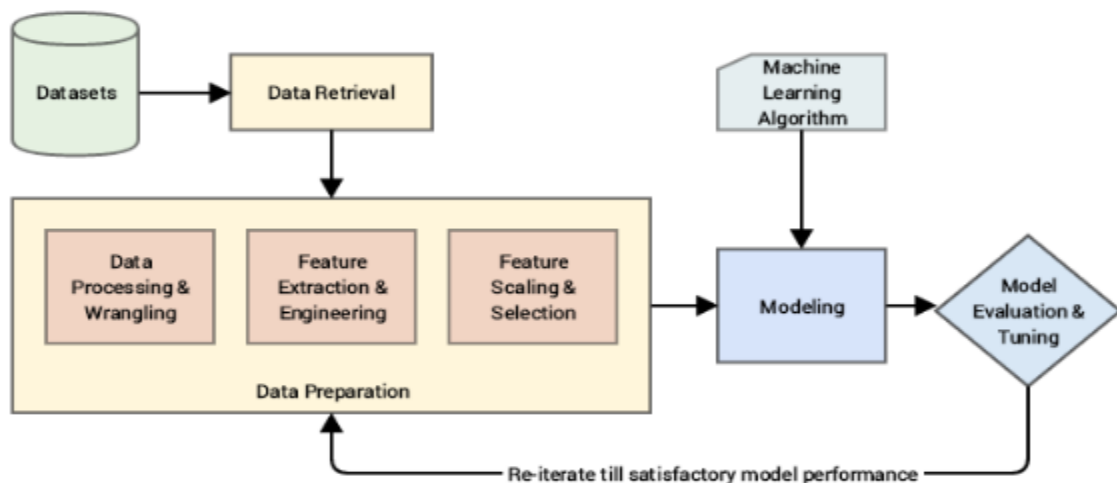 Datasets
Data Retrieval
Machine
Learning
Algorithm
Data
Processing &
Wrangling
Feature
Extraction &
Engineering
Feature
Scaling &
Selection
Data Preparation
Modeling
Model
Evaluation &
Tuning
Re-iterate till satisfactory model performance